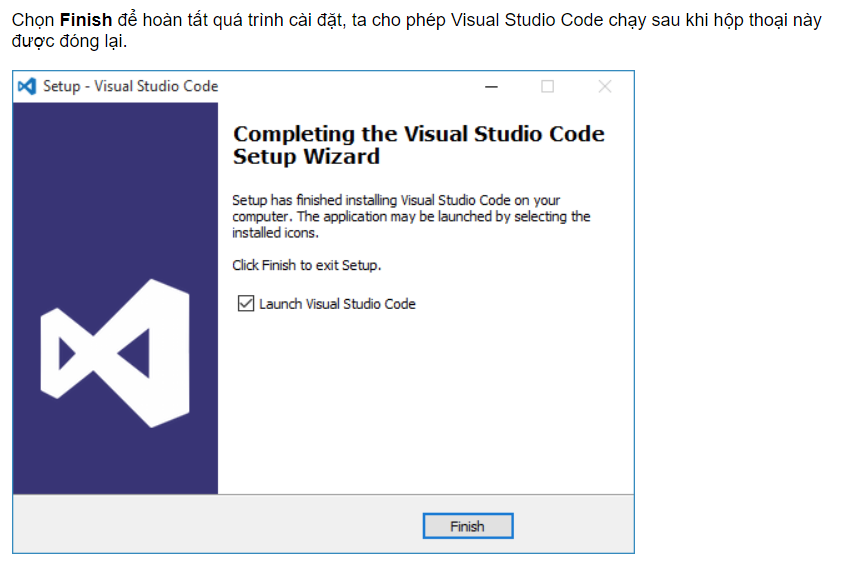 Chọn Finish để hoàn tất quá trình cài đặt, ta cho phép Visual Studio Code chạy sau khi hộp thoại này
được đóng lại.
Setup - Visual Studio Code
Completing the Visual Studio Code
Setup Wizard
Setup has finished installing Visual Studio Code on your
computer. The application may be launched by selecting the
installed icons.
Click Finish to exit Setup.
Launch Visual Studio Code
Finish